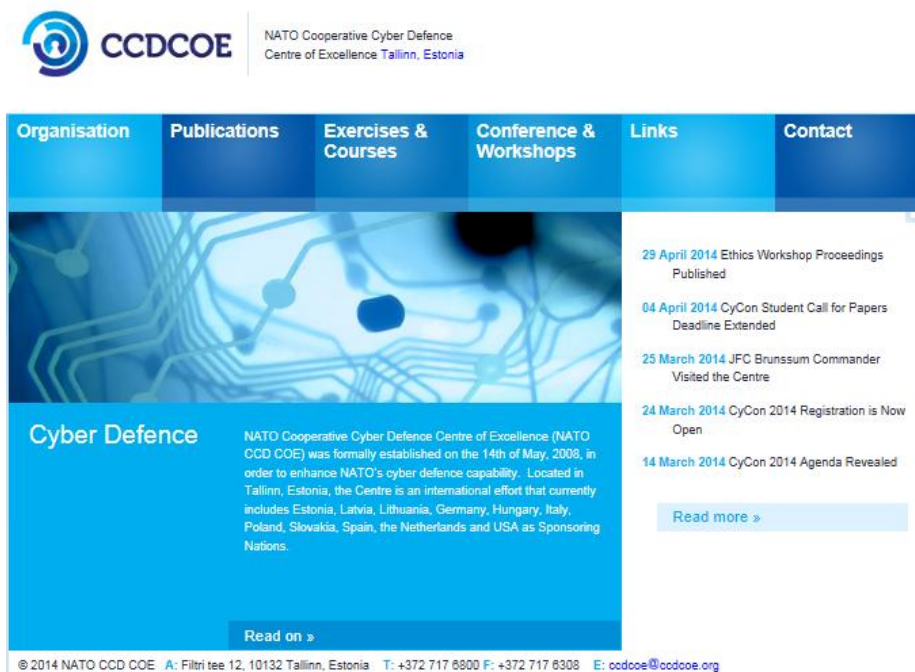 CCDCOE
NATO Cooperative Cyber Defence
Centre of Excellence Tallinn, Estonia
Organisation
Publications
Exercises &
Courses
Conference &
Workshops
Links
Contact
29 April 2014 Ethics Workshop Proceedings
Published
04 April 2014 CyCon Student Call for Papers
Deadline Extended
25 March 2014 JFC Brunssum Commander
Visited the Centre
24 March 2014 CyCon 2014 Registration is Now
Open
14 March 2014 CyCon 2014 Agenda Revealed
Read more »
Cyber Defence
NATO Cooperative Cyber Defence Centre of Excellence (NATO
CCD COE) was formally established on the 14th of May, 2008, in
order to enhance NATO's cyber defence capability. Located in
Tallinn, Estonia, the Centre is an international effort that currently
includes Estonia, Latvia, Lithuania, Germany, Hungary, Italy,
Poland, Slovakia, Spain, the Netherlands and USA as Sponsoring
Nations.
Read on »
© 2014 NATO CCD COE A: Filtri tee 12, 10132 Tallinn, Estonia T: +372 717 6800 F: +372 717 6308 E: ccdcoe@ccdcoe.org